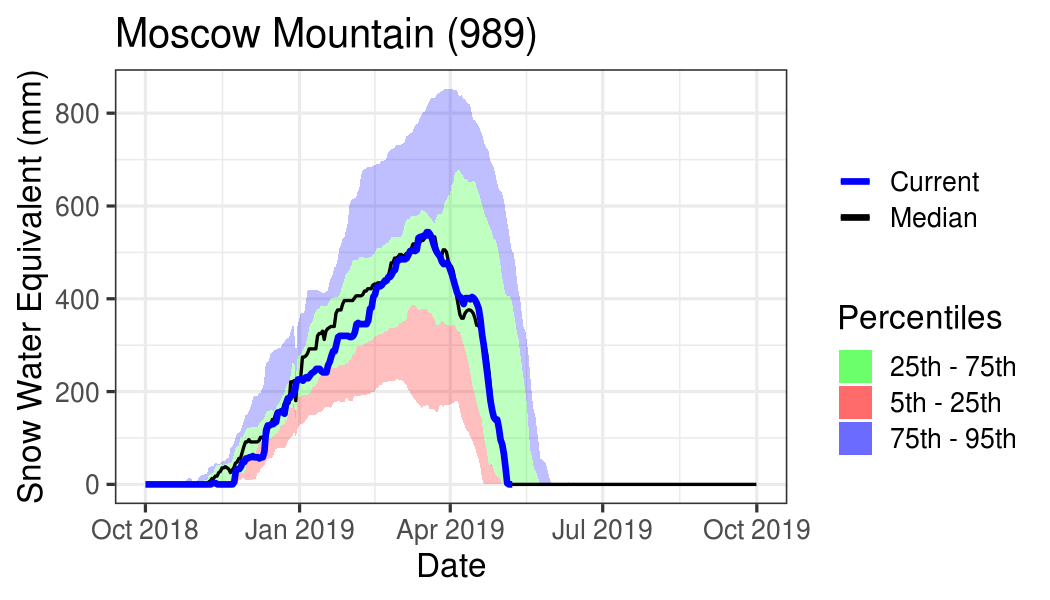 Moscow Mountain (989)
Snow Water Equivalent (mm)
800
600
400
200
0
Oct 2018
Jan 2019
Apr 2019
Jul 2019
Oct 2019
Date
Current
Median
Percentiles
25th - 75th
5th - 25th
75th - 95th